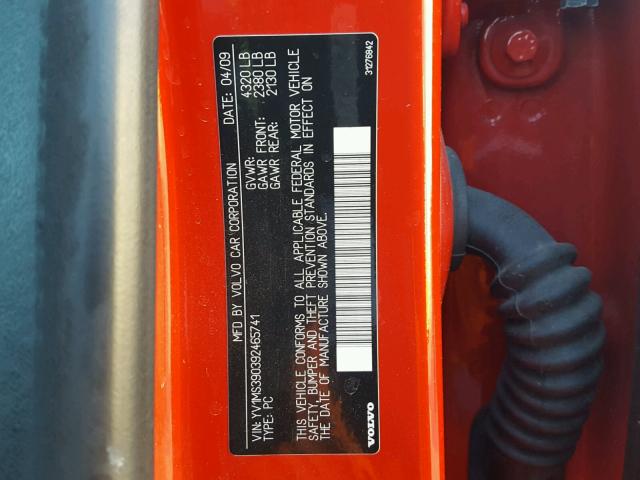 MFD BY VOLVO CAR CORPORATION DATE: 04/09
GVWR: 4320 LB
GAWR FRONT: 2380 LB
GAWR REAR: 2130 LB
VIN: YV1MS390392465741
TYPE: PC
THIS VEHICLE CONFORMS TO ALL APPLICABLE FEDERAL MOTOR VEHICLE
SAFETY, BUMPER AND THEFT PREVENTION STANDARDS IN EFFECT ON
THE DATE OF MANUFACTURE SHOWN ABOVE.
VOLVO
31276842